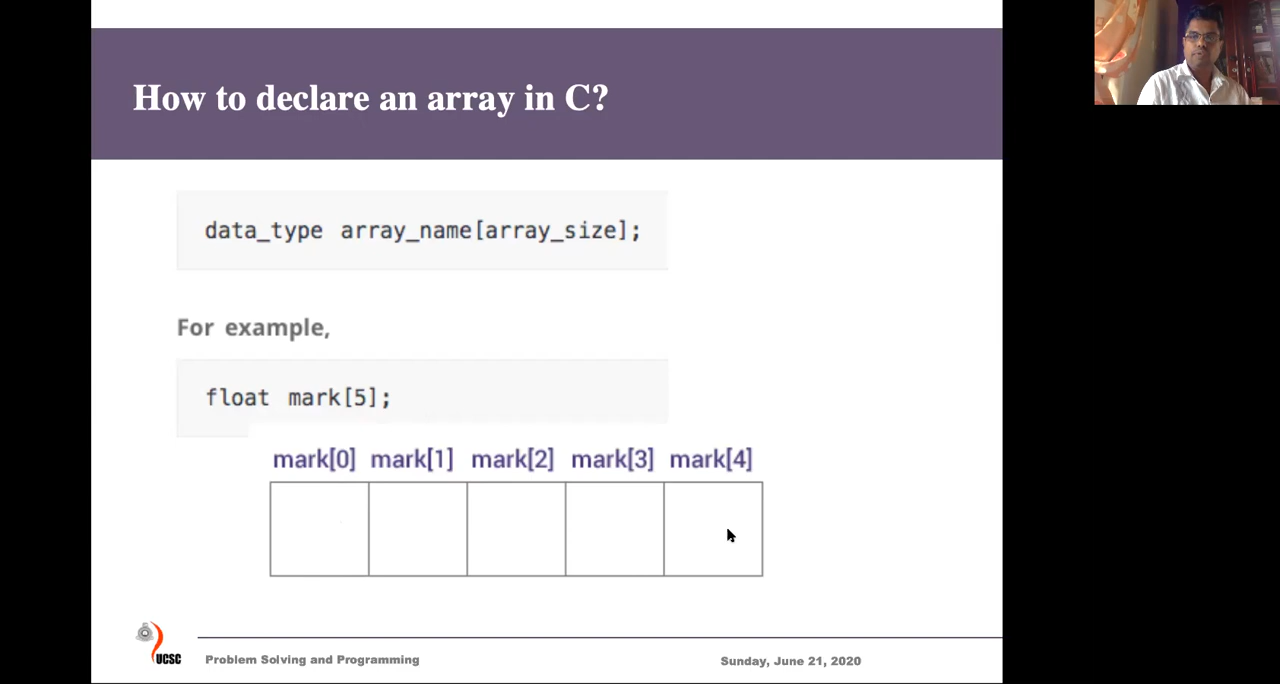 How to declare an array in C?
data_type array_name[array_size];
For example,
float mark[5];
mark[0] mark[1] mark[2] mark[3] mark[4]
UCSC
Problem Solving and Programming
Sunday, June 21, 2020